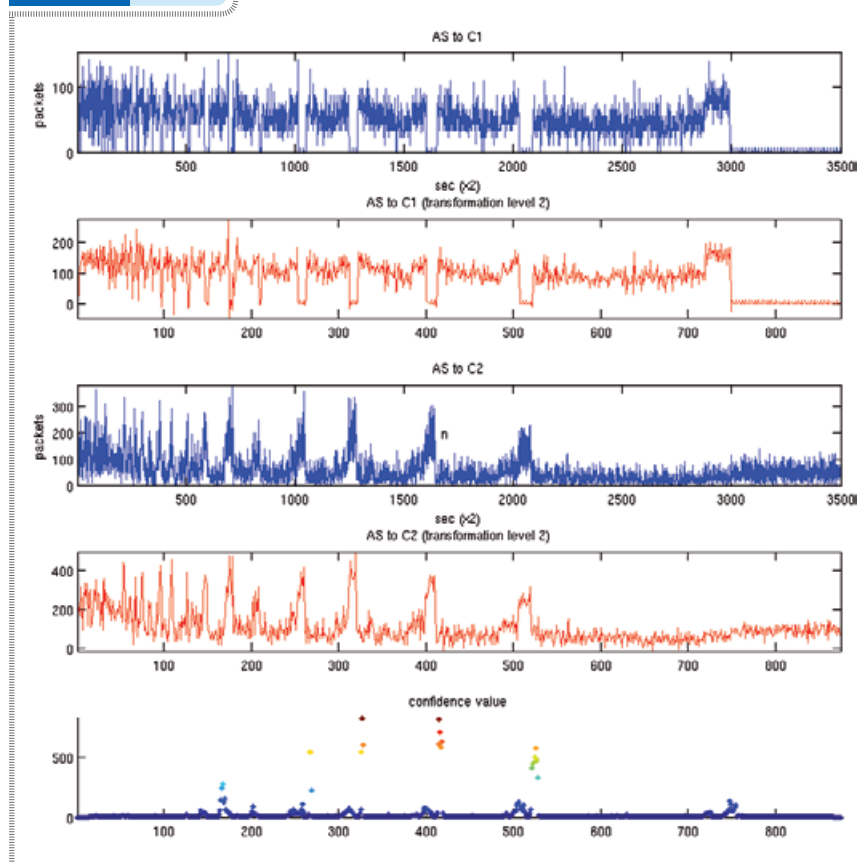 AS to C1
packets
100
0
500 1000 1500 2000 2500 3000 3500
sec (x2)
AS to C1 (transformation level 2)
200
100
0
100 200 300 400 500 600 700 800
AS to C2
packets
300
200
100
0
n
500 1000 1500 2000 2500 3000 3500
sec (x2)
AS to C2 (transformation level 2)
400
200
0
100 200 300 400 500 600 700 800
confidence value
500
0
100 200 300 400 500 600 700 800